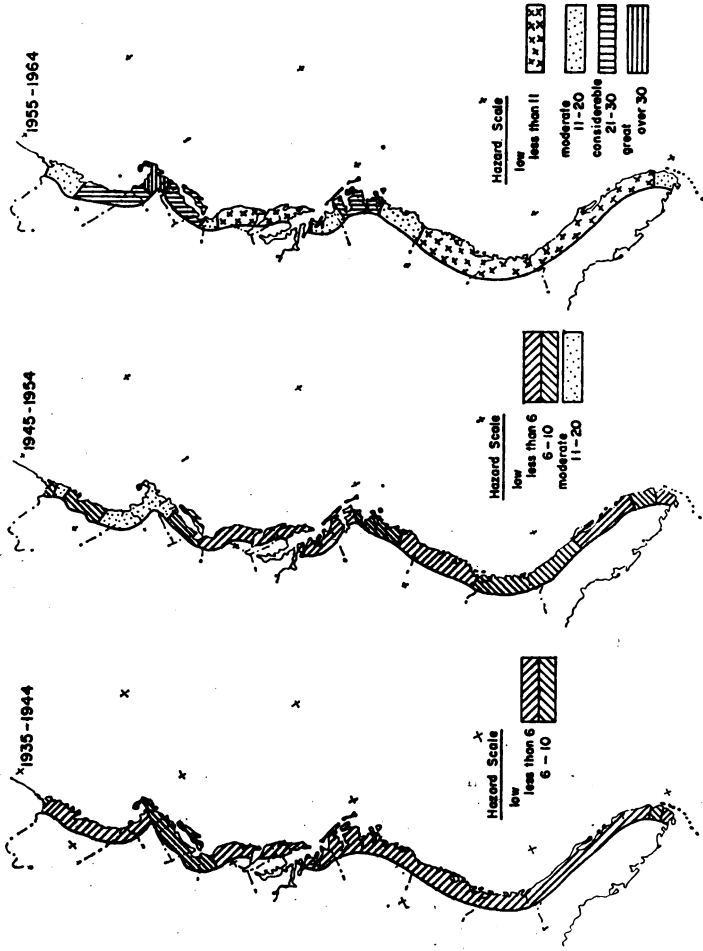 1955-1964
Hazard Scale
low
less than 11
moderate
11-20
considerable
21-30
great
over 30
1945-1954
Hazard Scale
low
less than 6
6-10
moderate
11-20
1935-1944
Hazard Scale
low
less than 6
6-10